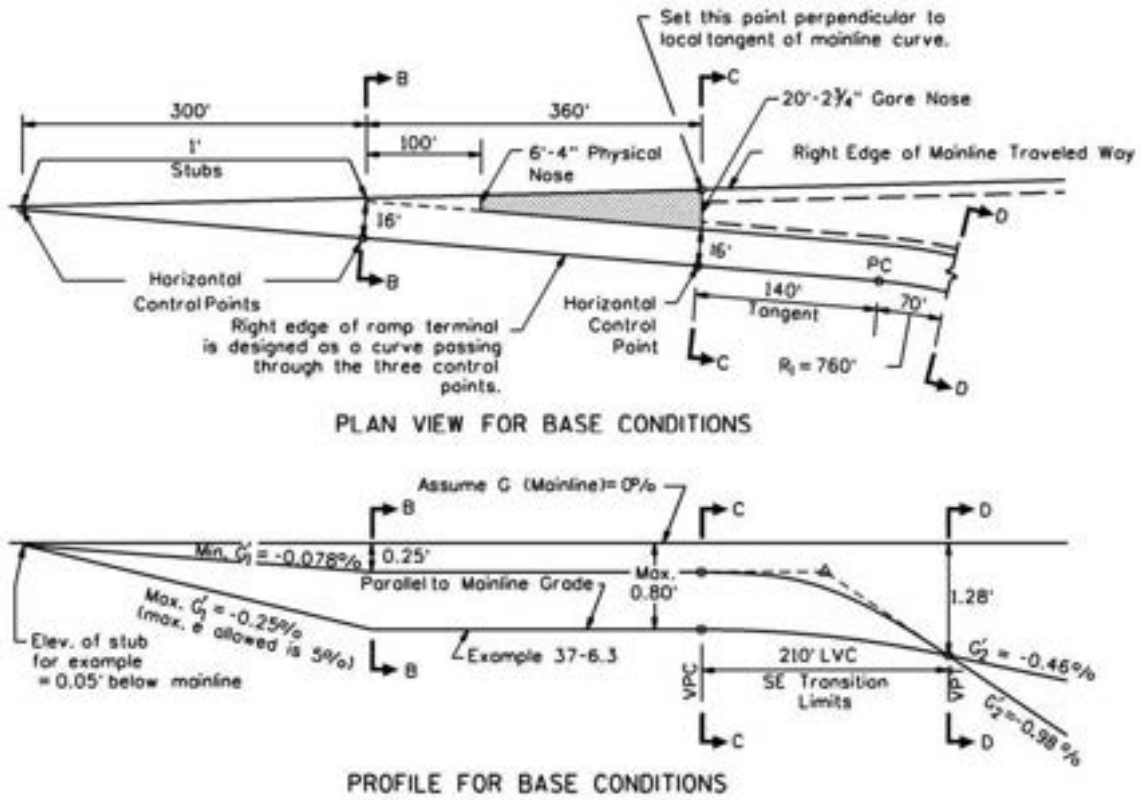 Set this point perpendicular to
local tangent of mainline curve.
B
C
300'
360'
20'-2¾" Gore Nose
1'
Stubs
100'
6'-4" Physical
Nose
Right Edge of Mainline Traveled Way
16'
D
B
16'
PC
Horizontal
Control Points
140'
Tangent
70'
Right edge of ramp terminal
is designed as a curve passing
through the three control
points.
Horizontal
Control
Point
C
R₁=760'
D
PLAN VIEW FOR BASE CONDITIONS
Assume G (Mainline)= 0%
B
C
D
Min. G'₁ = -0.078%
0.25'
Parallel to Mainline Grade
Max.
0.80'
1.28'
Max. G'₁ = -0.25%
(max. e allowed is 5%)
Elev. of stub
for example
= 0.05' below mainline
B
Example 37-6.3
VPC
210' LVC
SE Transition
Limits
G'₂ = -0.46%
G'₂=-0.98%
C
D
PROFILE FOR BASE CONDITIONS